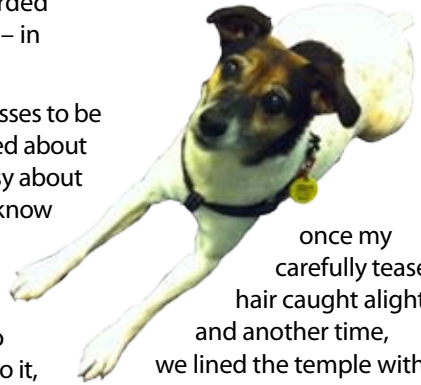 – in
sses to be
ed about
sy about
know
once my
carefully tease
hair caught alight
and another time,
o it,
we lined the temple with